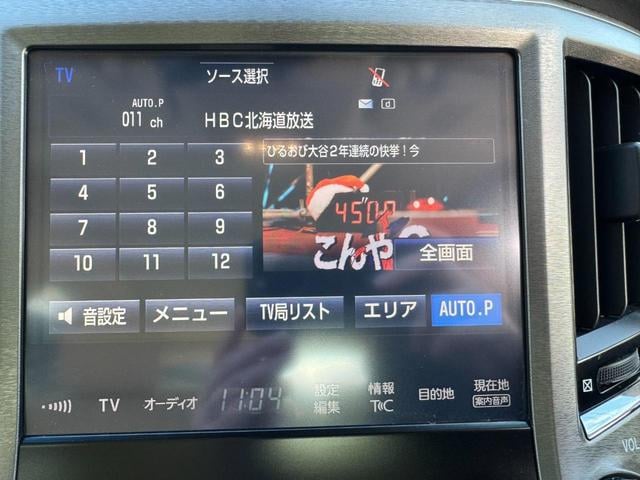 TV ソース選択
AUTO.P
011 ch HBC北海道放送
ひるおび大谷2年連続の快挙!今
1 2 3
4 5 6
7 8 9
10 11 12
こんや
全画面
音設定 メニュー TV局リスト エリア AUTO.P
TV オーディオ 11:04 設定 編集 情報 T©C 目的地 現在地 案内音声
VOL